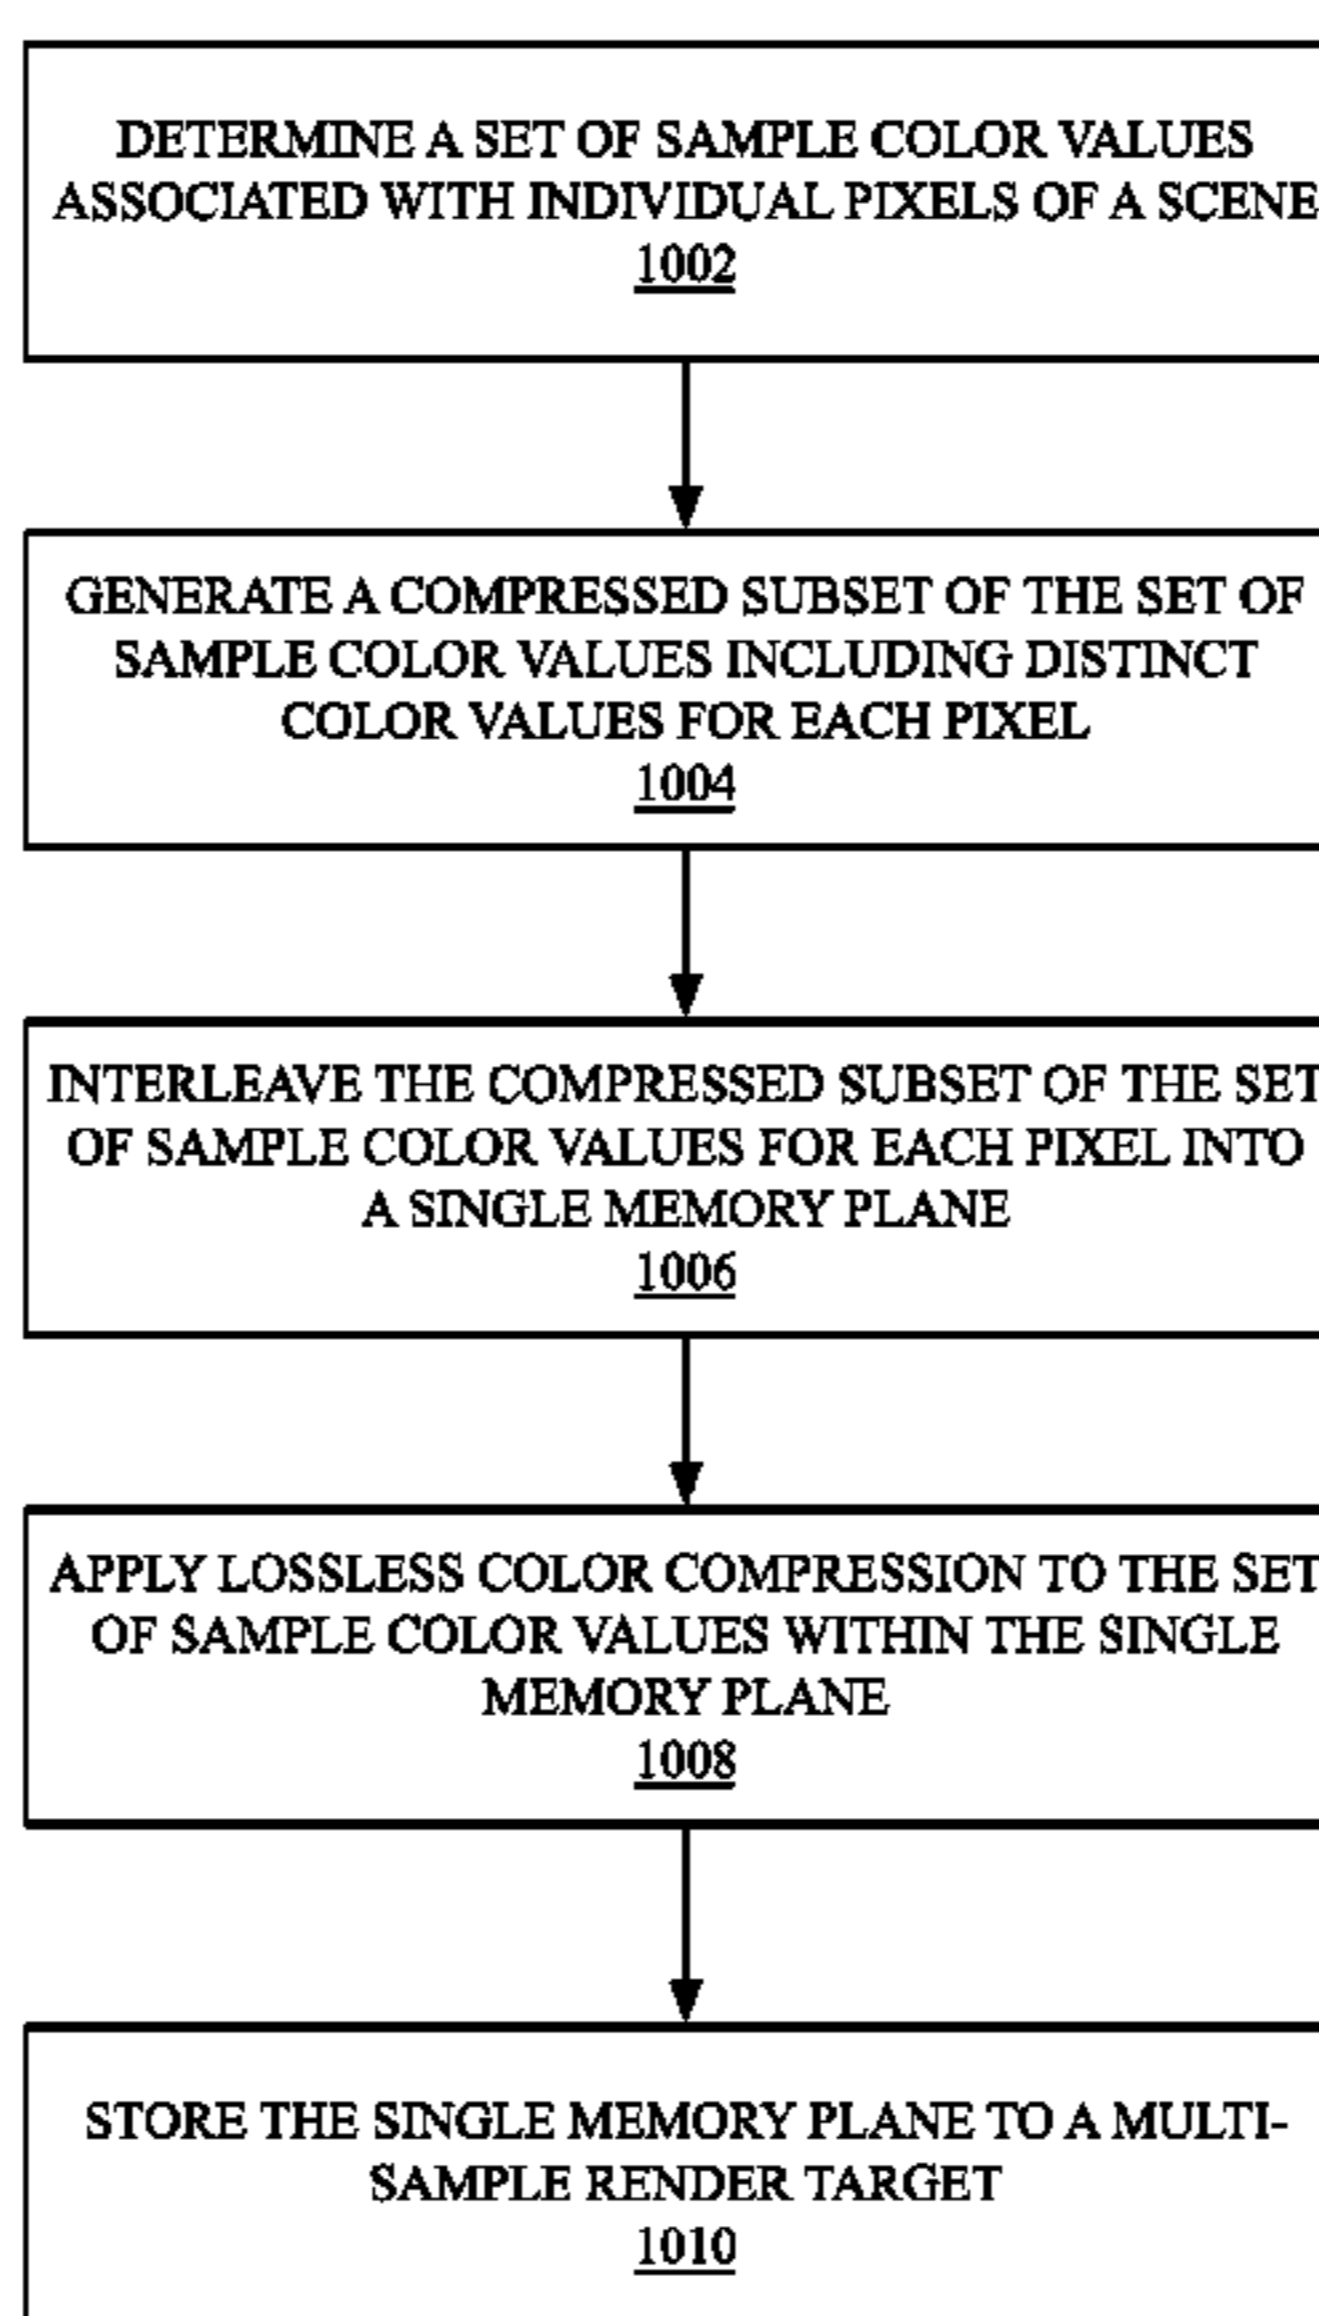 DETERMINE A SET OF SAMPLE COLOR VALUES
ASSOCIATED WITH INDIVIDUAL PIXELS OF A SCENE
1002
GENERATE A COMPRESSED SUBSET OF THE SET OF
SAMPLE COLOR VALUES INCLUDING DISTINCT
COLOR VALUES FOR EACH PIXEL
1004
INTERLEAVE THE COMPRESSED SUBSET OF THE SET
OF SAMPLE COLOR VALUES FOR EACH PIXEL INTO
A SINGLE MEMORY PLANE
1006
APPLY LOSSLESS COLOR COMPRESSION TO THE SET
OF SAMPLE COLOR VALUES WITHIN THE SINGLE
MEMORY PLANE
1008
STORE THE SINGLE MEMORY PLANE TO A MULTI-
SAMPLE RENDER TARGET
1010